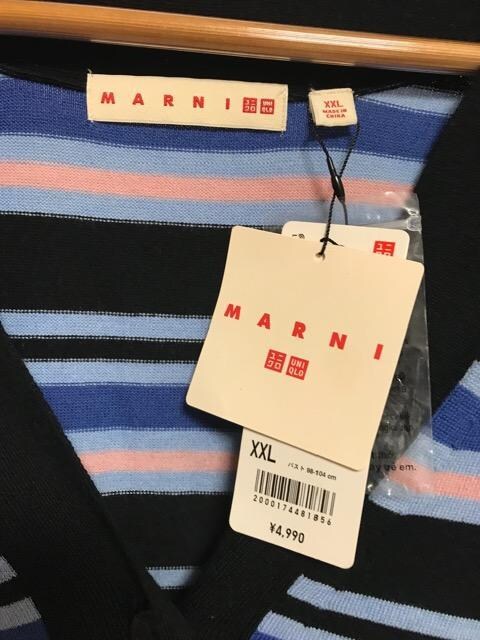 MARNI ユニクロ UNIQLO
XXL
MADE IN
CHINA
MARNI
ユニクロ UNIQLO
XXL バスト 98-104 cm
2000174481856
¥4,990